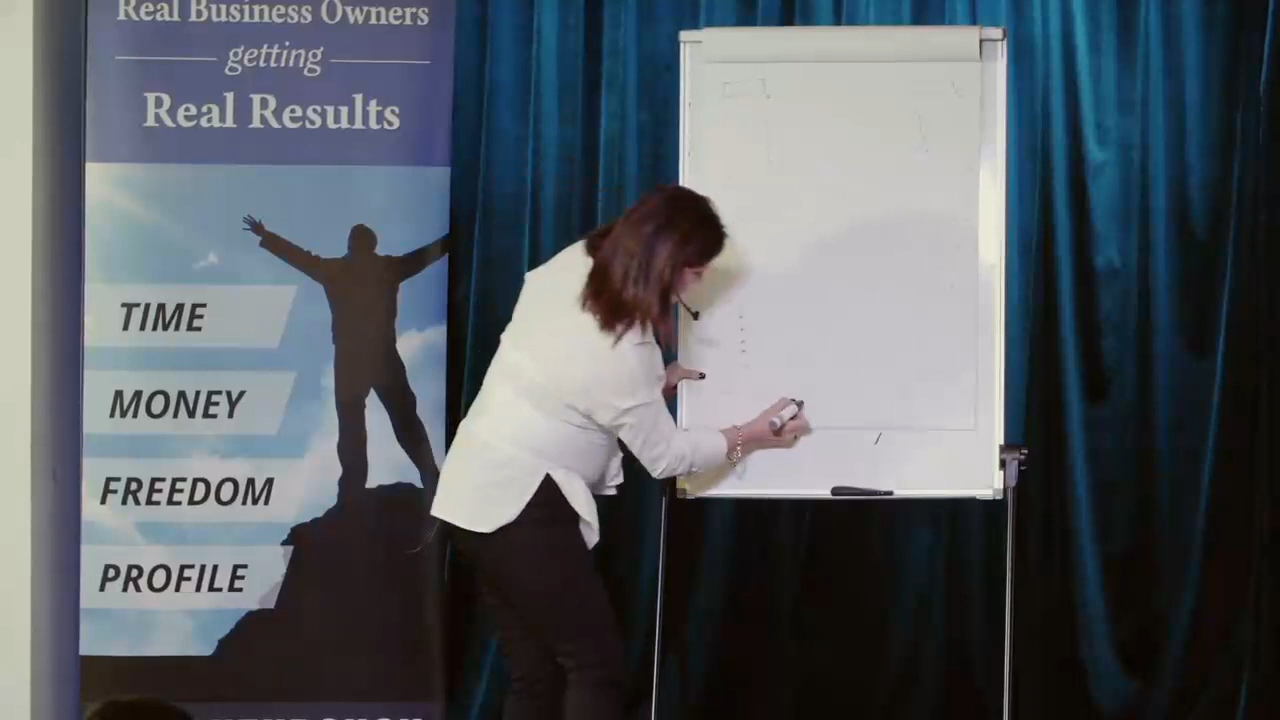 Real Business Owners
getting
Real Results
TIME
MONEY
FREEDOM
PROFILE